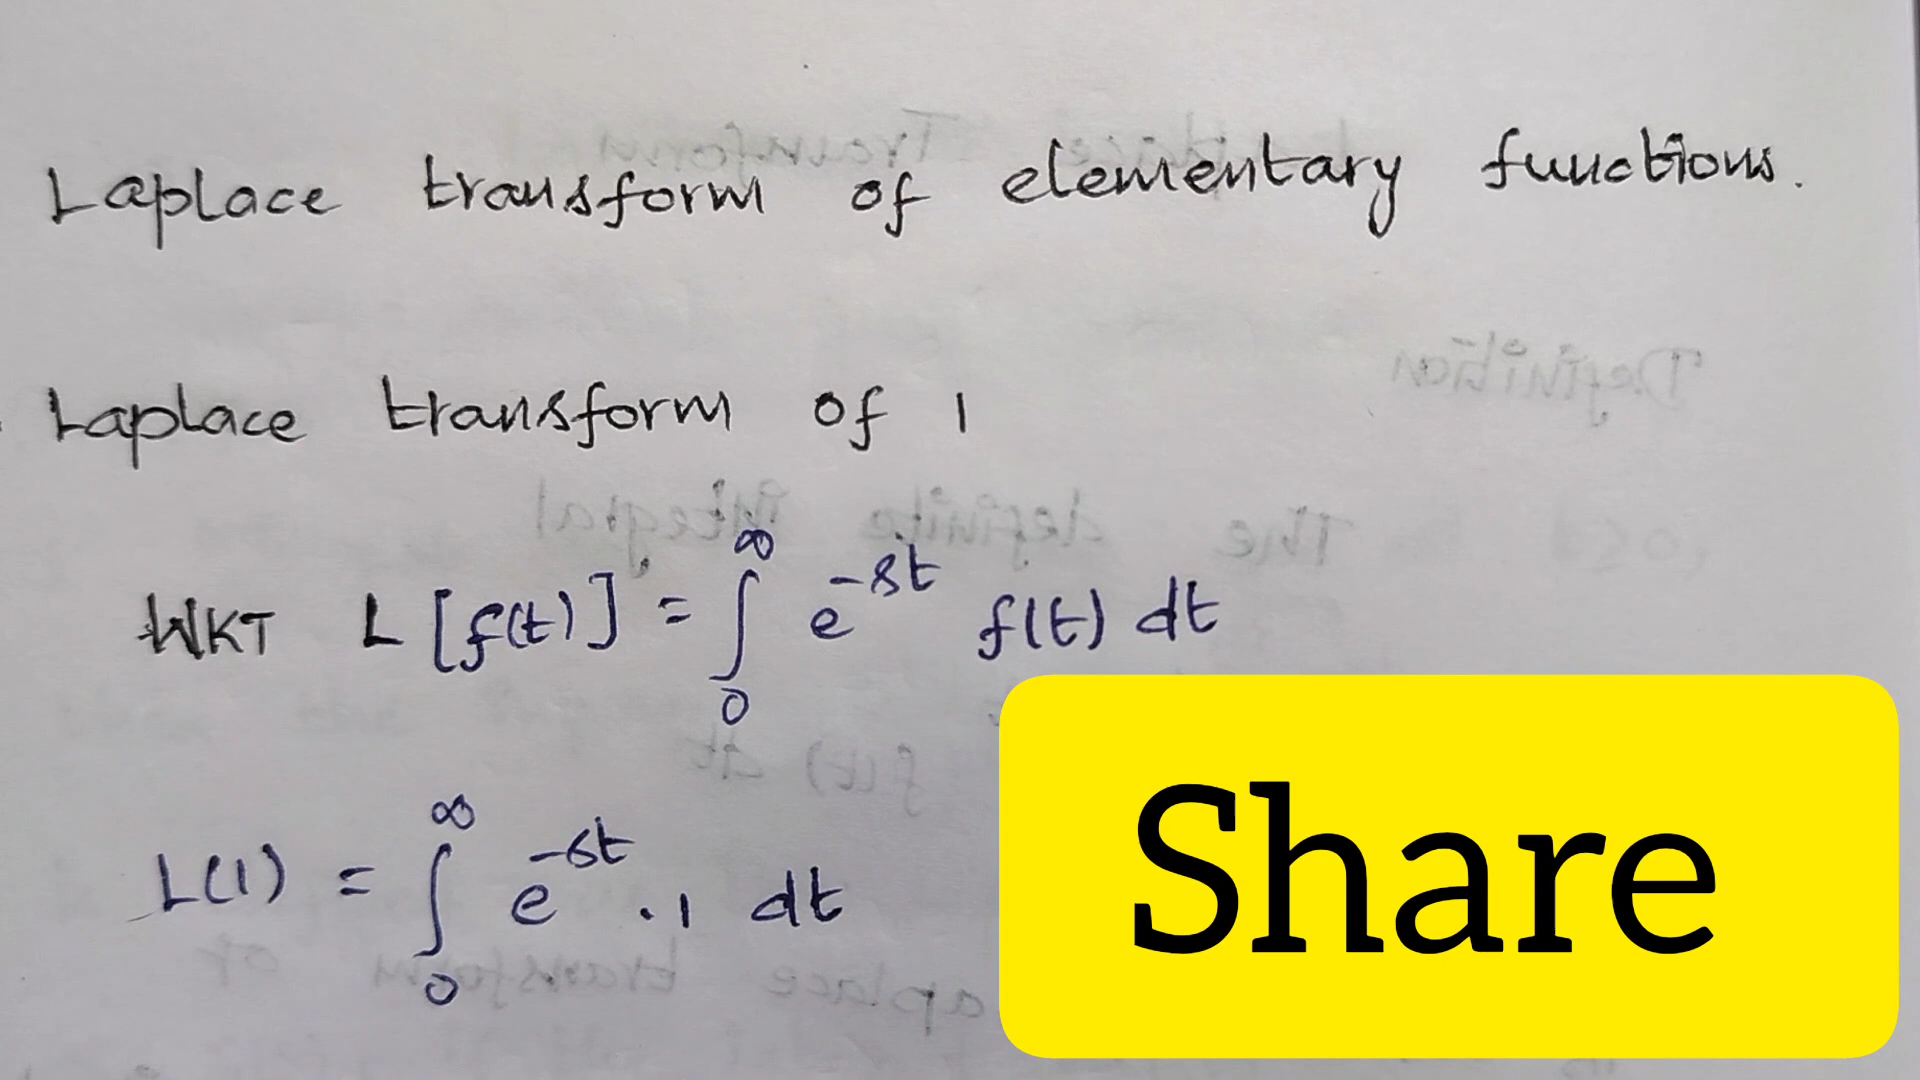 Laplace transform of elementary functions.
Laplace transform of 1
WKT L [f(t)] = ∫₀^∞ e^{-st} f(t) dt
L(1) = ∫₀^∞ e^{-st} . 1 dt
Share